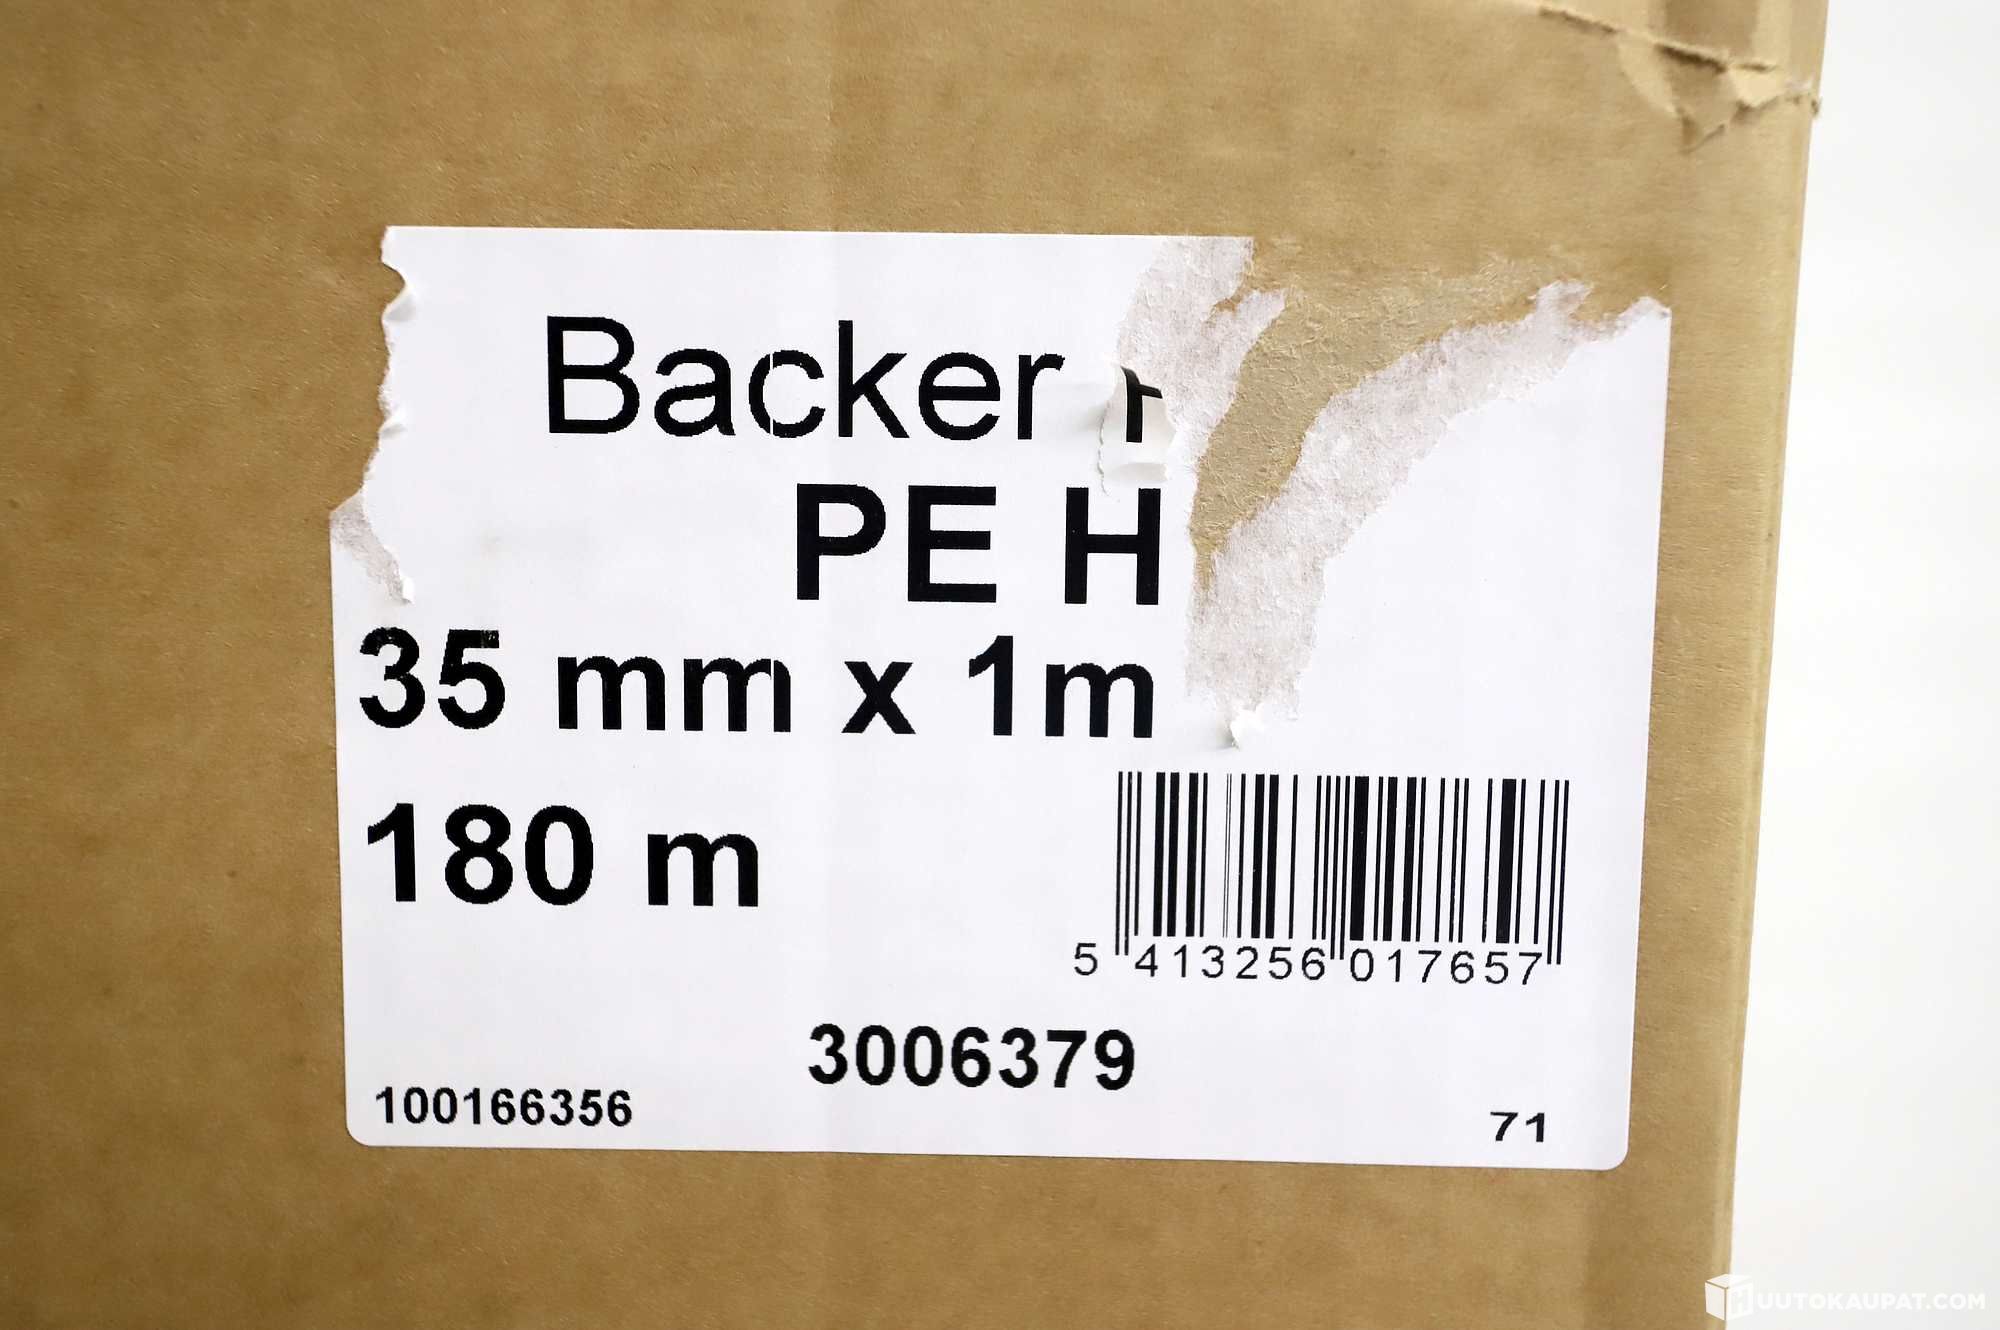 Backer
PE H
35 mm x 1m
180 m
5 413256 017657
3006379
100166356
71
HUUTOKAUPAT.COM